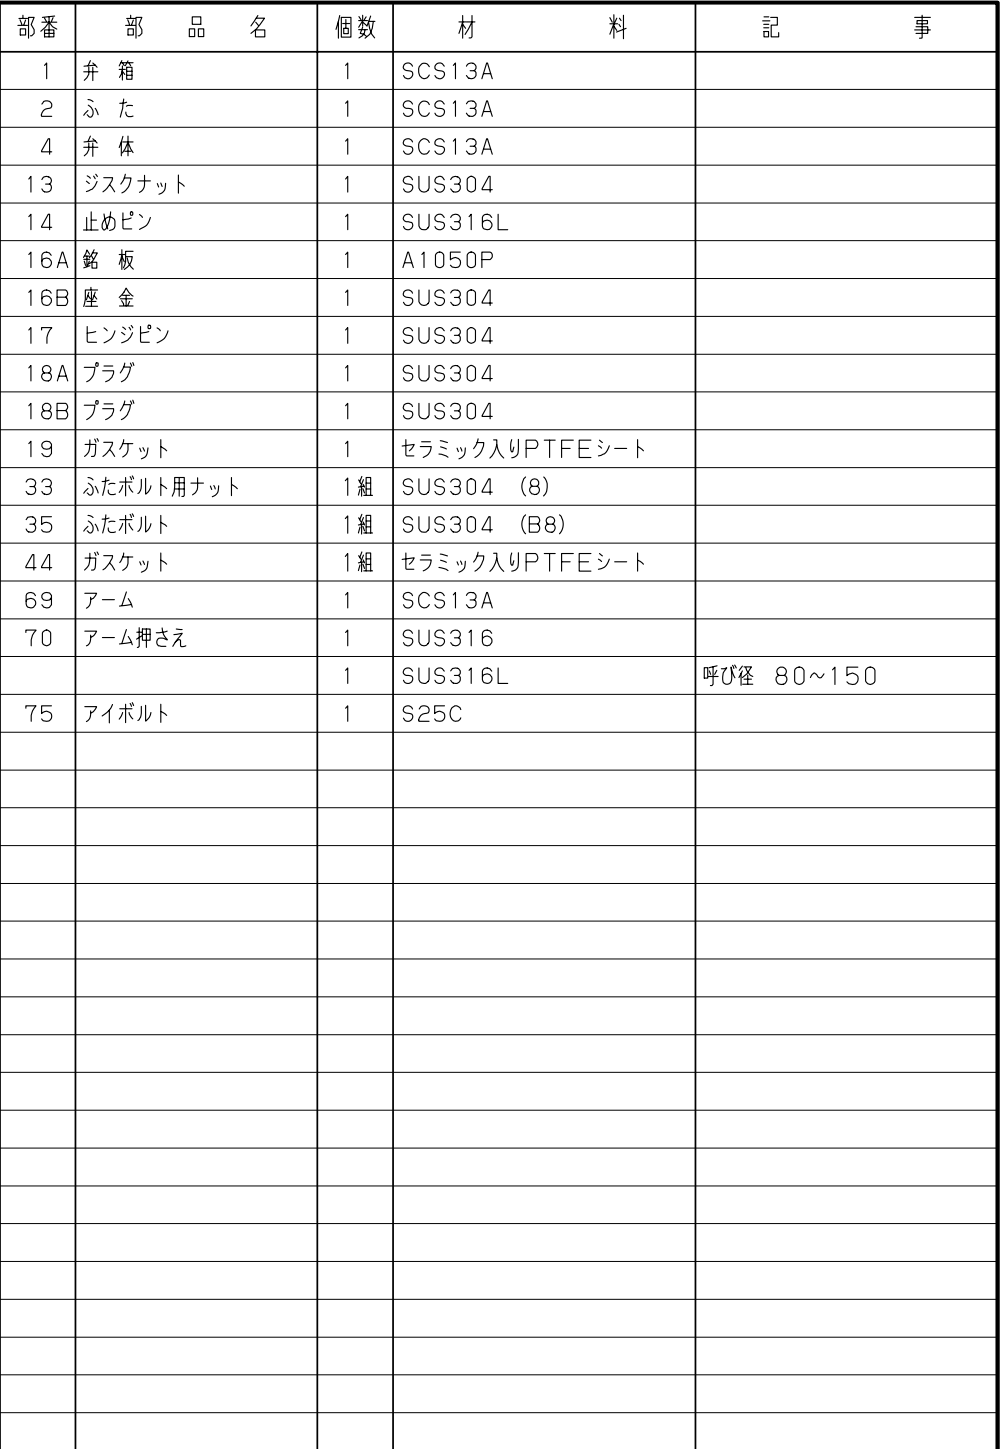 部番 部品名 個数 材料 記事
1 弁箱 1 SCS13A
2 ふた 1 SCS13A
4 弁体 1 SCS13A
13 ジスクナット 1 SUS304
14 止めピン 1 SUS316L
16A 銘板 1 A1050P
16B 座金 1 SUS304
17 ヒンジピン 1 SUS304
18A プラグ 1 SUS304
18B プラグ 1 SUS304
19 ガスケット 1 セラミック入りPTFEシート
33 ふたボルト用ナット 1組 SUS304 (8)
35 ふたボルト 1組 SUS304 (B8)
44 ガスケット 1組 セラミック入りPTFEシート
69 アーム 1 SCS13A
70 アーム押さえ 1 SUS316
1 SUS316L 呼び径 80~150
75 アイボルト 1 S25C